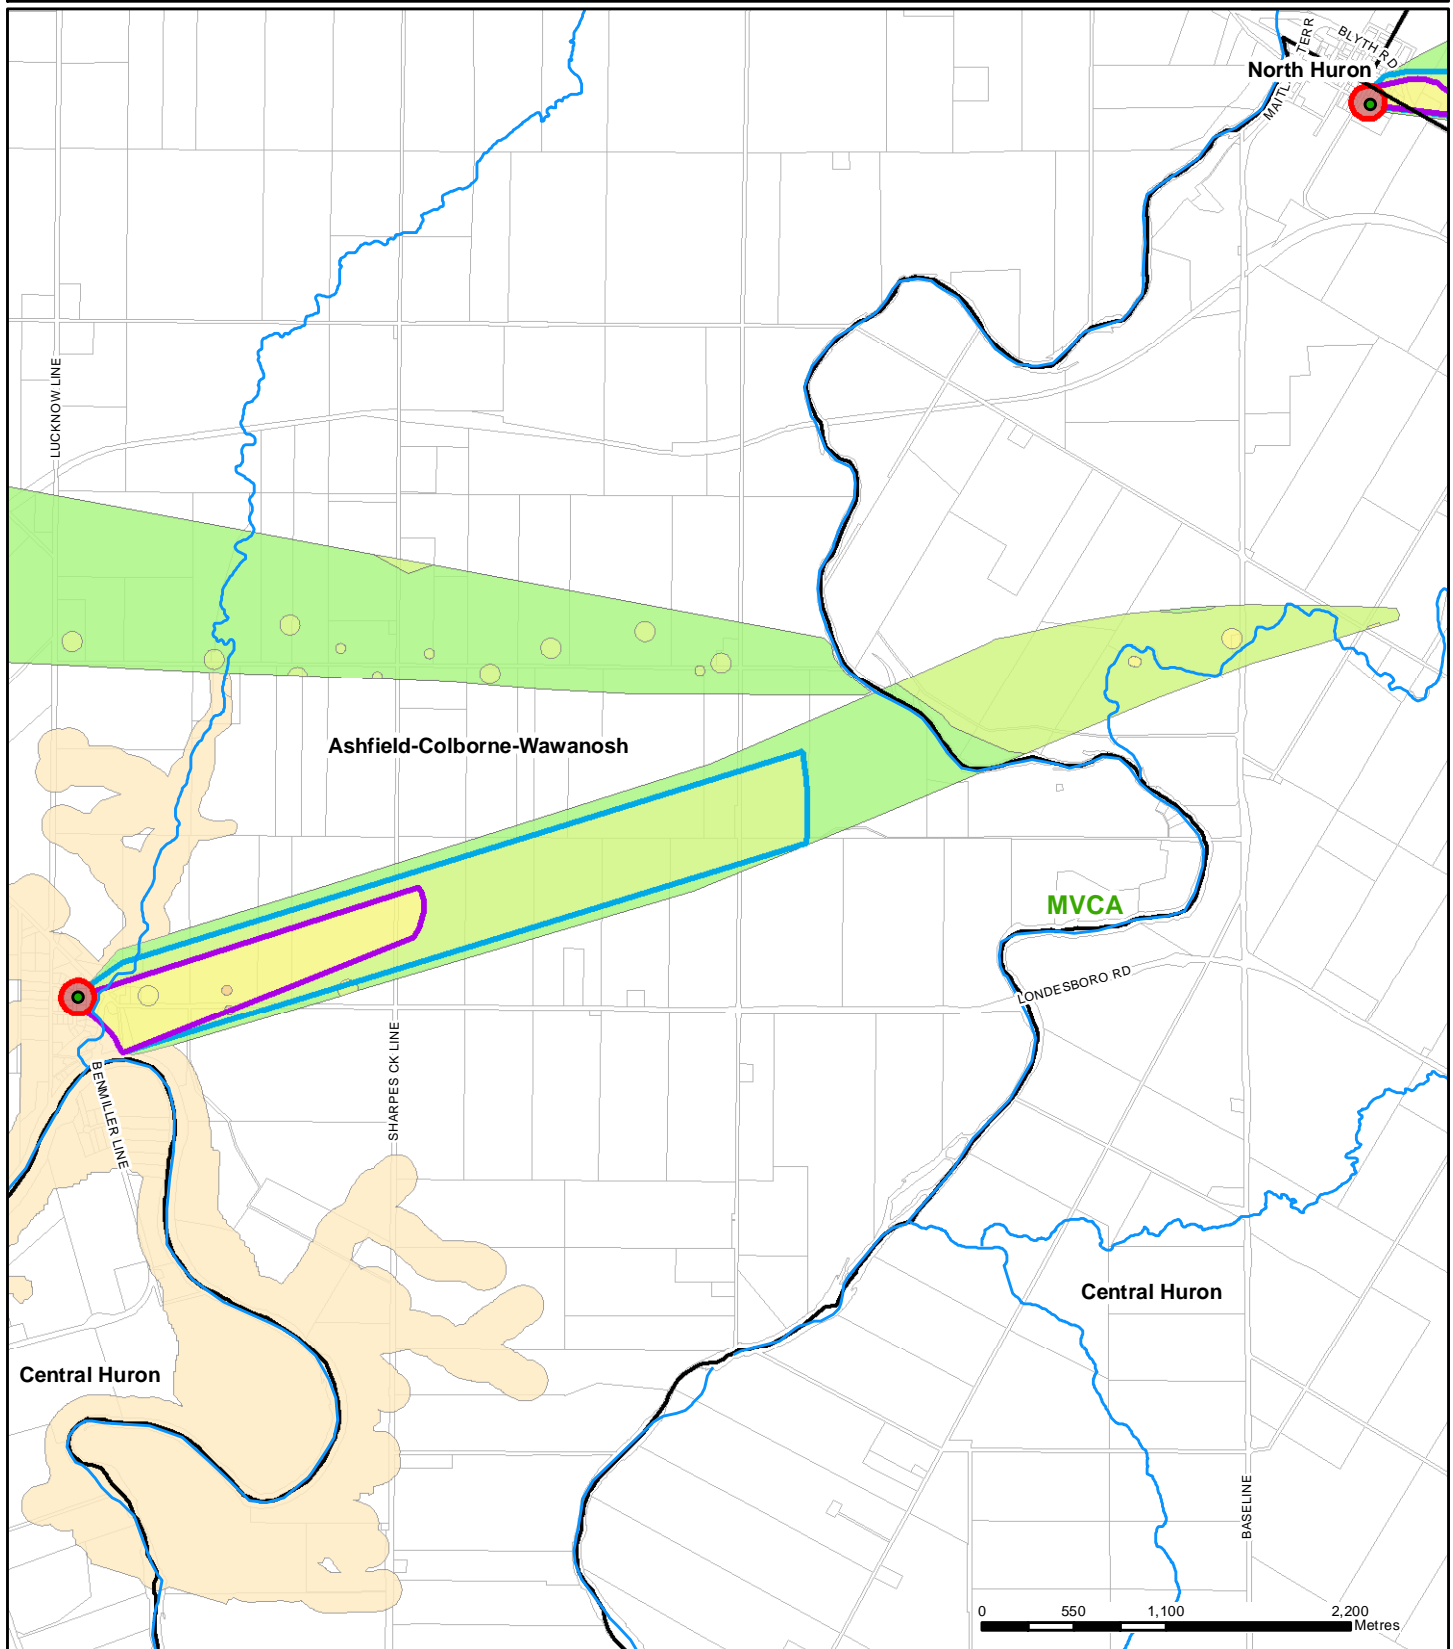 TERR
BLYTH RD
North Huron
MAITL
LUCKNOW LINE
Ashfield-Colborne-Wawanosh
MVCA
LONDESBORO RD
SHARPES CK LINE
BENMILLER LINE
Central Huron
Central Huron
BASELINE
0 550 1,100 2,200
Metres